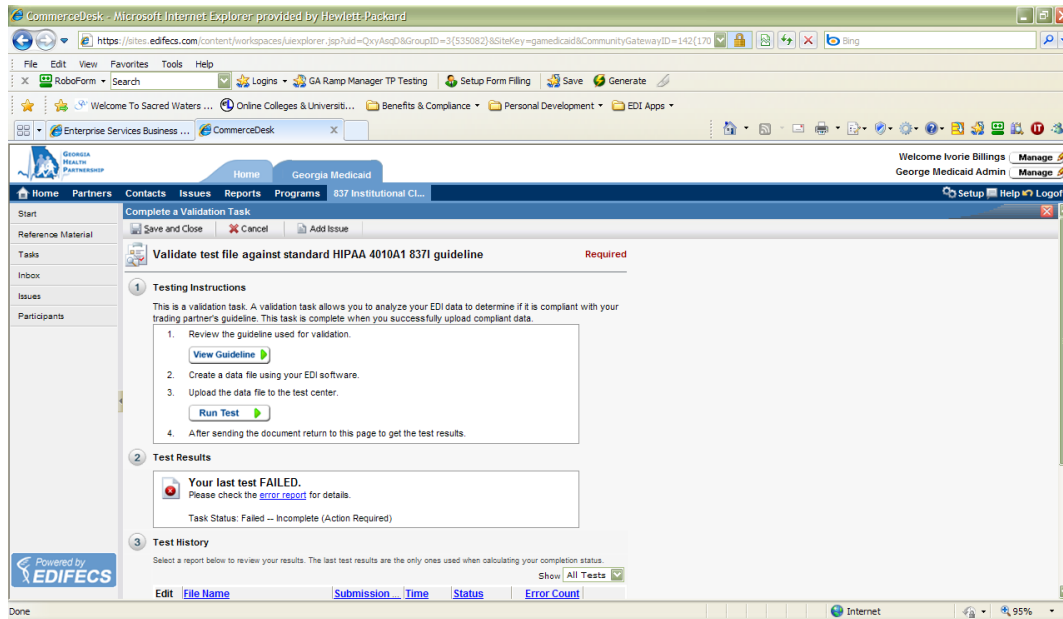 CommerceDesk - Microsoft Internet Explorer provided by Hewlett-Packard
https://sites.edifecs.com/content/workspaces/uiexplorer.jsp?uid=QxyAsqD&GroupID=3{535082}&SiteKey=gamedicaid&CommunityGatewayID=142{170
Bing
File Edit View Favorites Tools Help
X RoboForm Search Logins GA Ramp Manager TP Testing Setup Form Filling Save Generate
Welcome To Sacred Waters ... Online Colleges & Universiti... Benefits & Compliance Personal Development EDI Apps
Enterprise Services Business ... CommerceDesk X
GEORGIA
HEALTH
PARTNERSHIP
Home Georgia Medicaid
Welcome Ivorie Billings Manage
George Medicaid Admin Manage
Home Partners Contacts Issues Reports Programs 837 Institutional Cl... Setup Help Logof
Start
Reference Material
Tasks
Inbox
Issues
Participants
Complete a Validation Task
Save and Close Cancel Add Issue
Validate test file against standard HIPAA 4010A1 837I guideline Required
1 Testing Instructions
This is a validation task. A validation task allows you to analyze your EDI data to determine if it is compliant with your
trading partner's guideline. This task is complete when you successfully upload compliant data.
1. Review the guideline used for validation.
View Guideline
2. Create a data file using your EDI software.
3. Upload the data file to the test center.
Run Test
4. After sending the document return to this page to get the test results.
2 Test Results
Your last test FAILED.
Please check the error report for details.
Task Status: Failed -- Incomplete (Action Required)
3 Test History
Select a report below to review your results. The last test results are the only ones used when calculating your completion status.
Show All Tests
Edit File Name Submission ... Time Status Error Count
Powered by
EDIFECS
Done Internet 95%